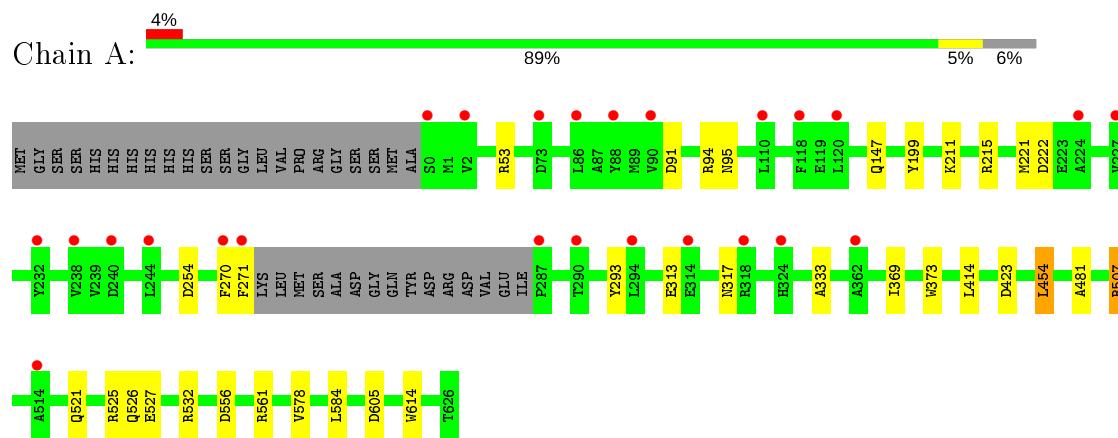 4%
Chain A:
89% 5% 6%
MET GLY SER SER HIS HIS HIS HIS HIS HIS SER SER GLY LEU VAL PRO ARG GLY SER SER MET ALA S0 M1 V2 R53 D73 L86 A87 Y88 M89 V90 D91 R94 N95 L110 F118 E119 L120 Q147 Y199 K211 R215 M221 D222 E223 A224
Y232 V238 V239 D240 L244 D254 F270 F271 LYS LEU MET SER ALA ASP GLY GLN TYR ASP ARG ASP VAL GLU ILE P287 T290 Y293 L294 E313 E314 N317 R318 H324 A333 A362 I369 W373 L414 D423 L454 A481
A514 Q521 R525 Q526 E527 R532 D556 R561 V578 L584 D605 W614 T626